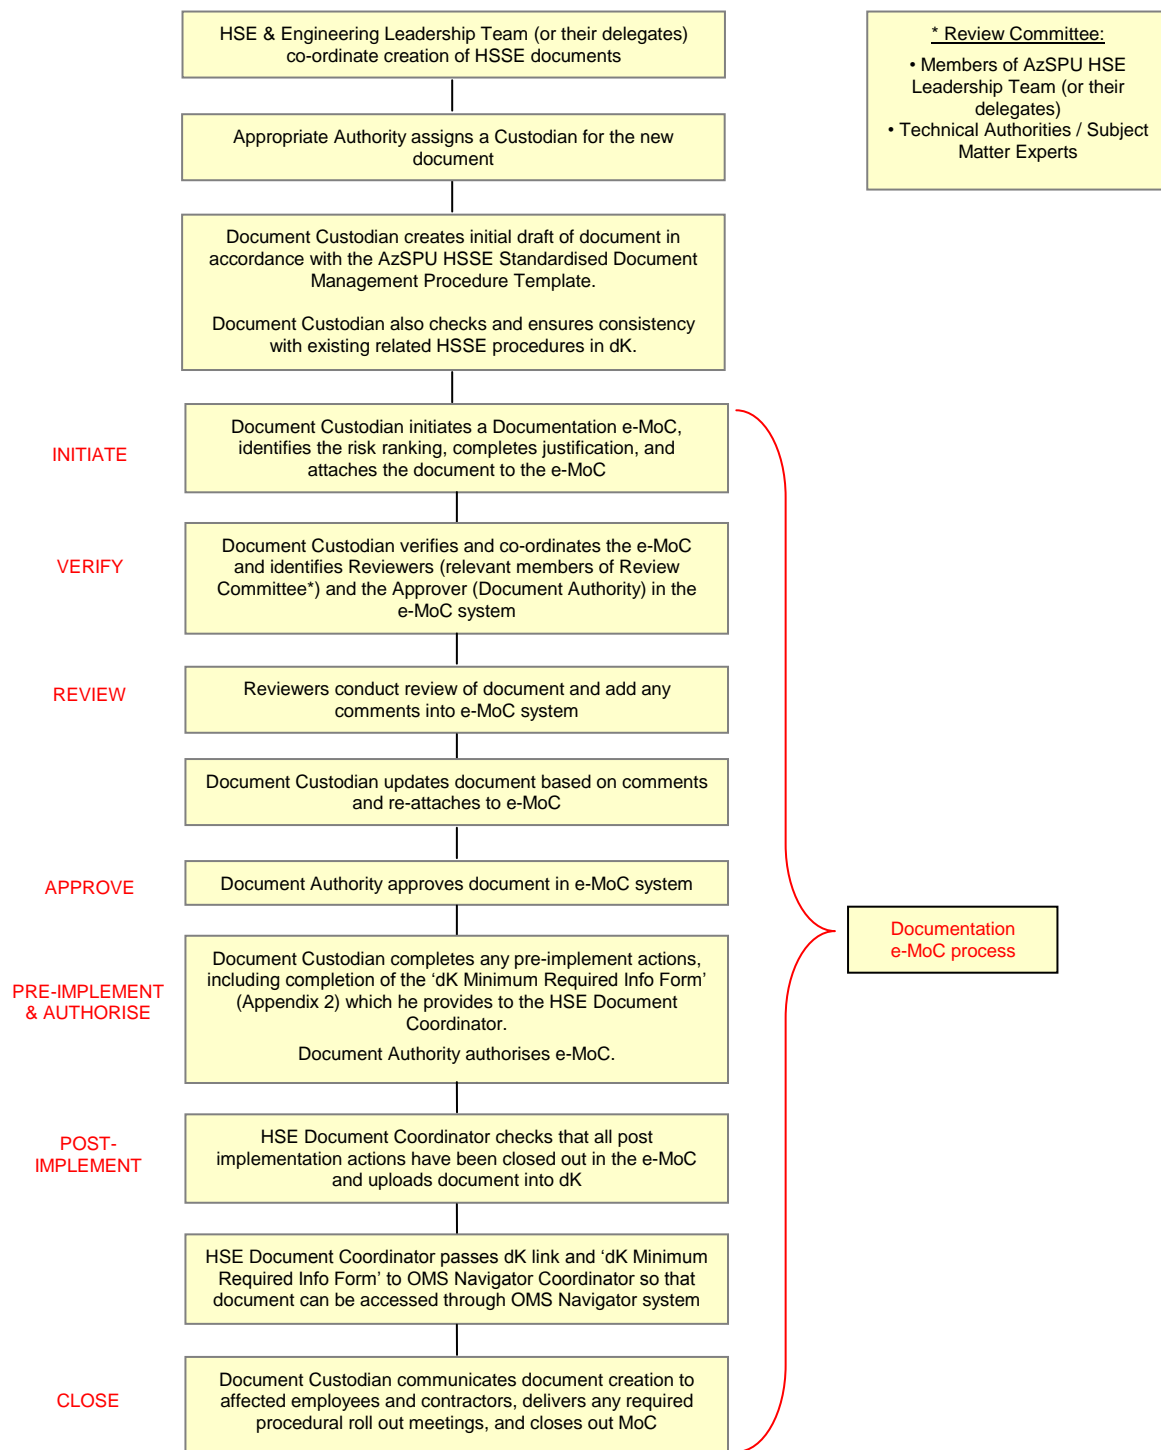 HSE & Engineering Leadership Team (or their delegates)
co-ordinate creation of HSSE documents
* Review Committee:
• Members of AzSPU HSE
Leadership Team (or their
delegates)
• Technical Authorities / Subject
Matter Experts
Appropriate Authority assigns a Custodian for the new
document
Document Custodian creates initial draft of document in
accordance with the AzSPU HSSE Standardised Document
Management Procedure Template.
Document Custodian also checks and ensures consistency
with existing related HSSE procedures in dK.
INITIATE
Document Custodian initiates a Documentation e-MoC,
identifies the risk ranking, completes justification, and
attaches the document to the e-MoC
VERIFY
Document Custodian verifies and co-ordinates the e-MoC
and identifies Reviewers (relevant members of Review
Committee*) and the Approver (Document Authority) in the
e-MoC system
REVIEW
Reviewers conduct review of document and add any
comments into e-MoC system
Document Custodian updates document based on comments
and re-attaches to e-MoC
APPROVE
Document Authority approves document in e-MoC system
Documentation
e-MoC process
PRE-IMPLEMENT
& AUTHORISE
Document Custodian completes any pre-implement actions,
including completion of the ‘dK Minimum Required Info Form’
(Appendix 2) which he provides to the HSE Document
Coordinator.
Document Authority authorises e-MoC.
POST-
IMPLEMENT
HSE Document Coordinator checks that all post
implementation actions have been closed out in the e-MoC
and uploads document into dK
HSE Document Coordinator passes dK link and ‘dK Minimum
Required Info Form’ to OMS Navigator Coordinator so that
document can be accessed through OMS Navigator system
CLOSE
Document Custodian communicates document creation to
affected employees and contractors, delivers any required
procedural roll out meetings, and closes out MoC